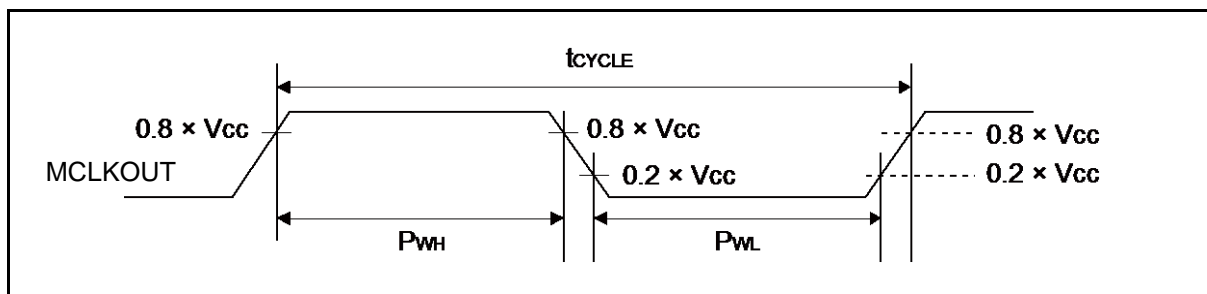 tCYCLE
0.8 × Vcc
0.8 × Vcc
0.8 × Vcc
MCLKOUT
0.2 × Vcc
0.2 × Vcc
PWH
PWL